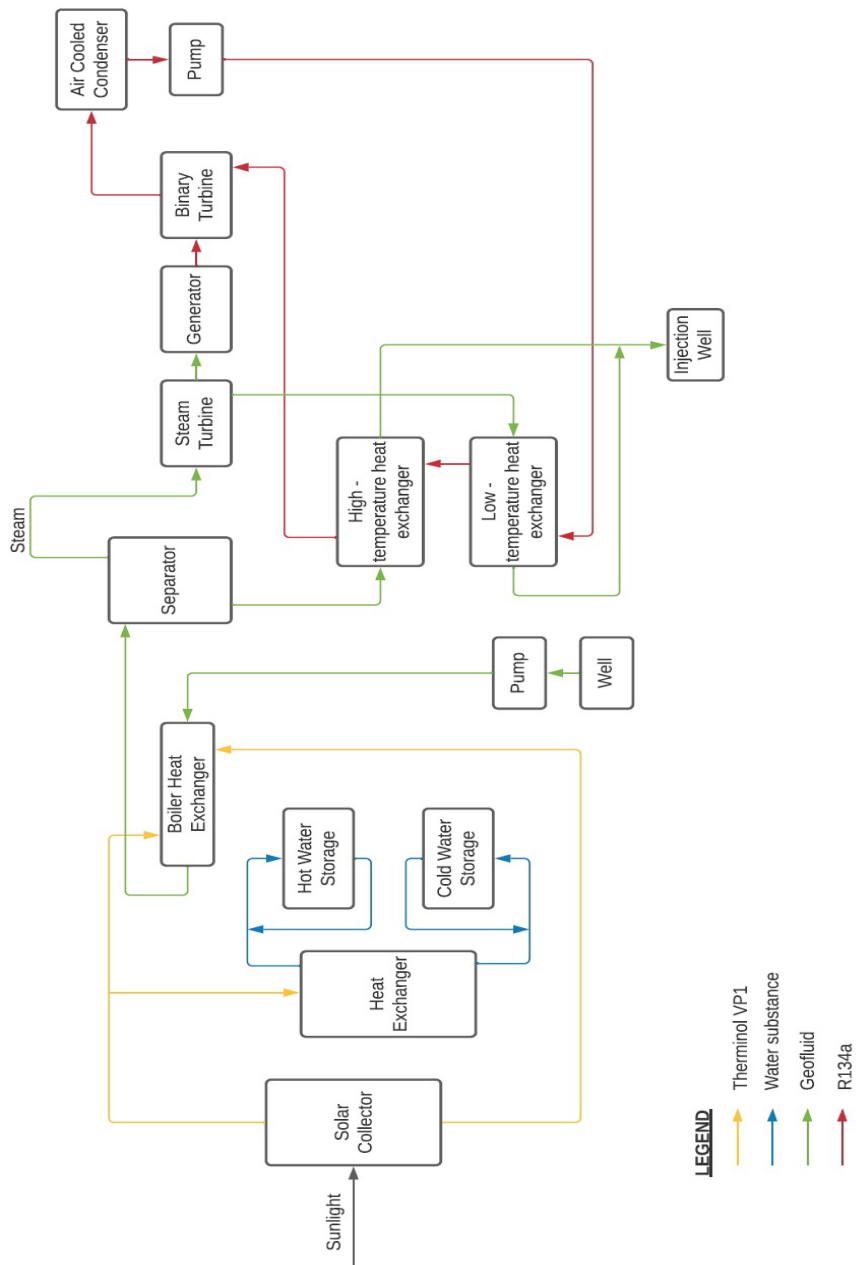 Sunlight
Solar
Collector
Heat
Exchanger
Hot Water
Storage
Cold Water
Storage
Boiler Heat
Exchanger
Pump
Well
Separator
Steam
Steam
Turbine
Generator
Binary
Turbine
Air Cooled
Condenser
Pump
High -
temperature heat
exchanger
Low -
temperature heat
exchanger
Injection
Well
LEGEND
Therminol VP1
Water substance
Geofluid
R134a